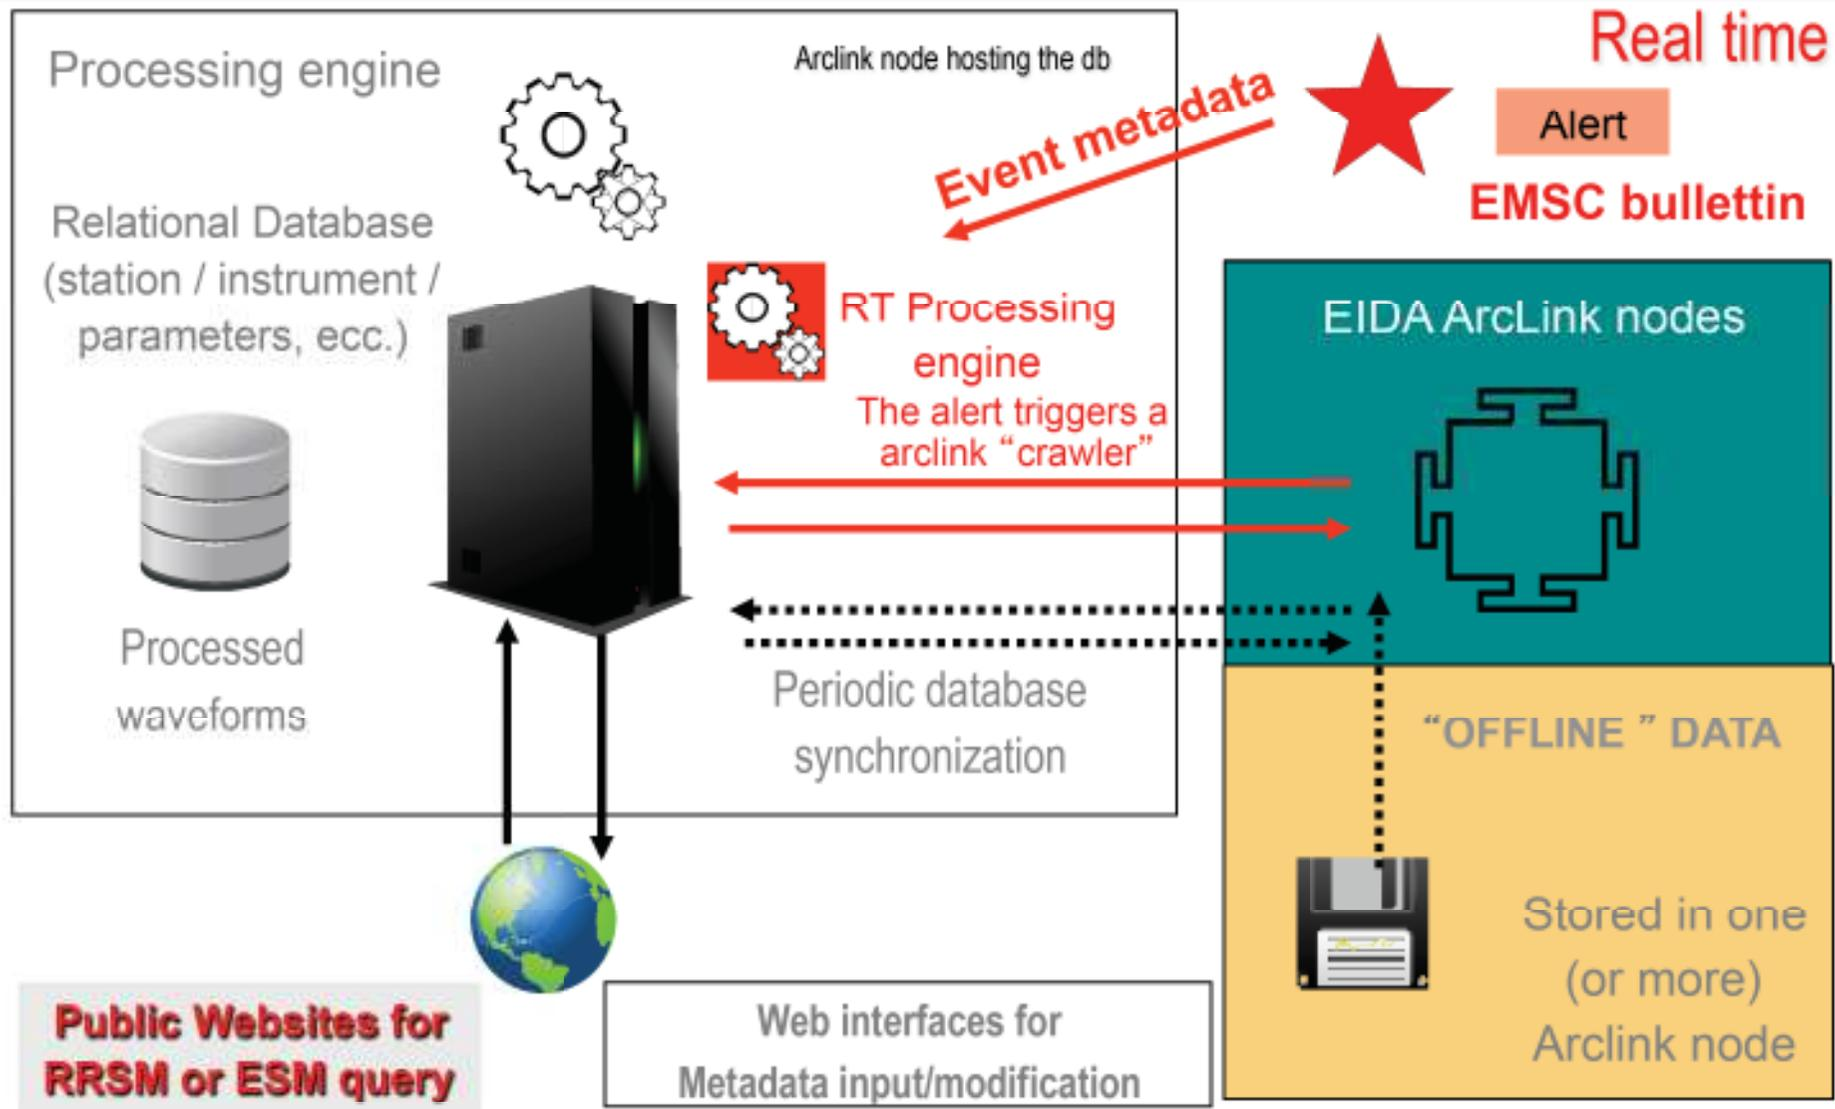 Processing engine
Arclink node hosting the db
Real time
Alert
EMSC bullettin
Event metadata
Relational Database
(station / instrument /
parameters, ecc.)
RT Processing
engine
The alert triggers a
arclink “crawler”
EIDA ArcLink nodes
Processed
waveforms
Periodic database
synchronization
“OFFLINE ” DATA
Stored in one
(or more)
Arclink node
Public Websites for
RRSM or ESM query
Web interfaces for
Metadata input/modification